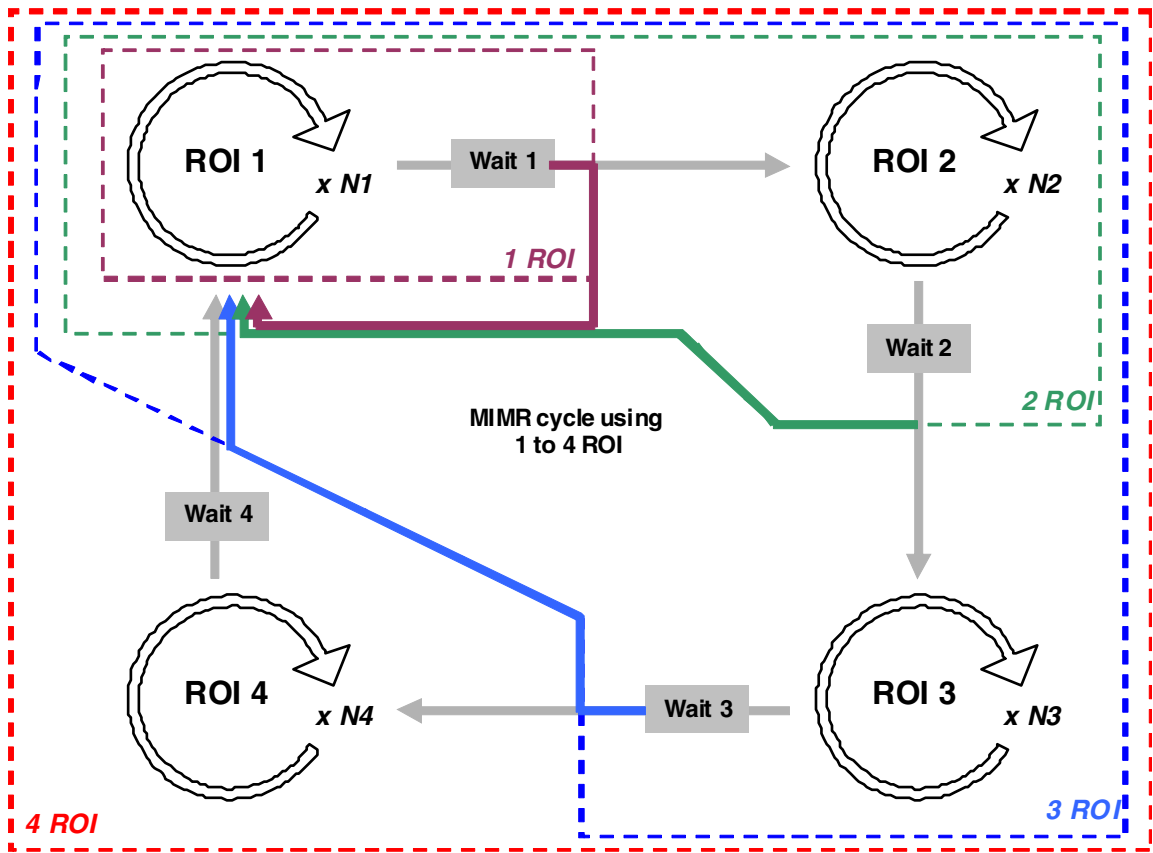 ROI 1
x N1
Wait 1
ROI 2
x N2
1 ROI
Wait 2
2 ROI
MIMR cycle using
1 to 4 ROI
Wait 4
ROI 4
x N4
Wait 3
ROI 3
x N3
4 ROI
3 ROI